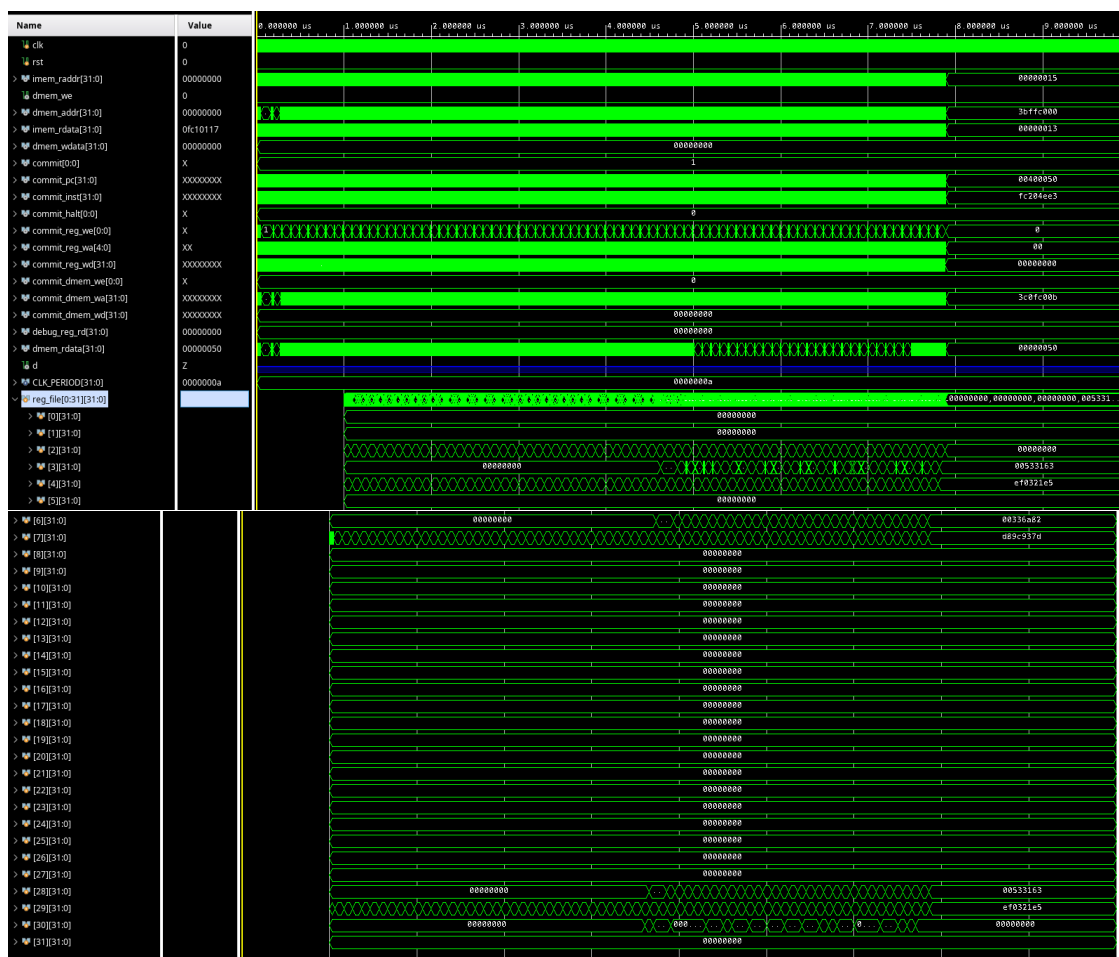 Name Value 0.000000 us 1.000000 us 2.000000 us 3.000000 us 4.000000 us 5.000000 us 6.000000 us 7.000000 us 8.000000 us 9.000000 us
clk 0
rst 0
imem_raddr[31:0] 00000000 00000015
dmem_we 0
dmem_addr[31:0] 00000000 3bffc000
imem_rdata[31:0] 0fc10117 00000013
dmem_wdata[31:0] 00000000 00000000
commit[0:0] X 1
commit_pc[31:0] XXXXXXXX 00400050
commit_inst[31:0] XXXXXXXX fc204ee3
commit_halt[0:0] X 0
commit_reg_we[0:0] X 1 0
commit_reg_wa[4:0] XX 00
commit_reg_wd[31:0] XXXXXXXX 00000000
commit_dmem_we[0:0] X 0
commit_dmem_wa[31:0] XXXXXXXX 3c0fc00b
commit_dmem_wd[31:0] XXXXXXXX 00000000
debug_reg_rd[31:0] 00000000 00000000
dmem_rdata[31:0] 00000050 00000050
d Z
CLK_PERIOD[31:0] 0000000a 0000000a
reg_file[0:31][31:0] 00000000,00000000,00000000,005331...
[0][31:0] 00000000
[1][31:0] 00000000
[2][31:0] 00000000
[3][31:0] 00000000 00533163
[4][31:0] ef0321e5
[5][31:0] 00000000
[6][31:0] 00000000 00336a82
[7][31:0] d89c937d
[8][31:0] 00000000
[9][31:0] 00000000
[10][31:0] 00000000
[11][31:0] 00000000
[12][31:0] 00000000
[13][31:0] 00000000
[14][31:0] 00000000
[15][31:0] 00000000
[16][31:0] 00000000
[17][31:0] 00000000
[18][31:0] 00000000
[19][31:0] 00000000
[20][31:0] 00000000
[21][31:0] 00000000
[22][31:0] 00000000
[23][31:0] 00000000
[24][31:0] 00000000
[25][31:0] 00000000
[26][31:0] 00000000
[27][31:0] 00000000
[28][31:0] 00000000 00533163
[29][31:0] ef0321e5
[30][31:0] 00000000 000... 0... 00000000
[31][31:0] 00000000